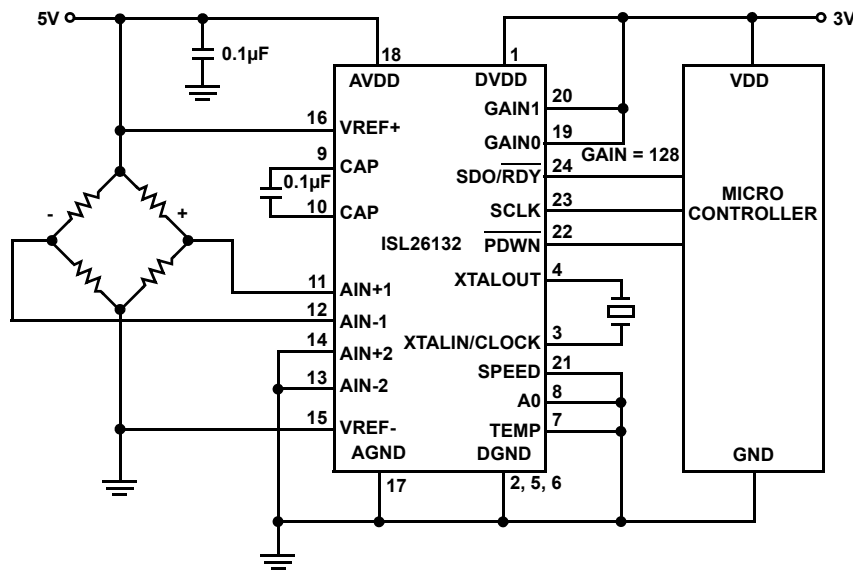 5V
3V
0.1µF
18
1
AVDD
DVDD
VDD
16
VREF+
GAIN1
20
GAIN0
19
GAIN = 128
9
CAP
0.1µF
10
CAP
SDO/RDY
24
SCLK
23
MICRO
CONTROLLER
-
+
ISL26132
PDWN
22
XTALOUT
4
11
AIN+1
12
AIN-1
14
AIN+2
13
AIN-2
XTALIN/CLOCK
3
SPEED
21
A0
8
TEMP
7
15
VREF-
AGND
DGND
GND
17
2, 5, 6